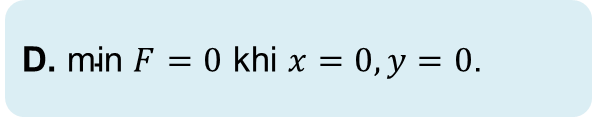 D. min F = 0 khi x = 0, y = 0.